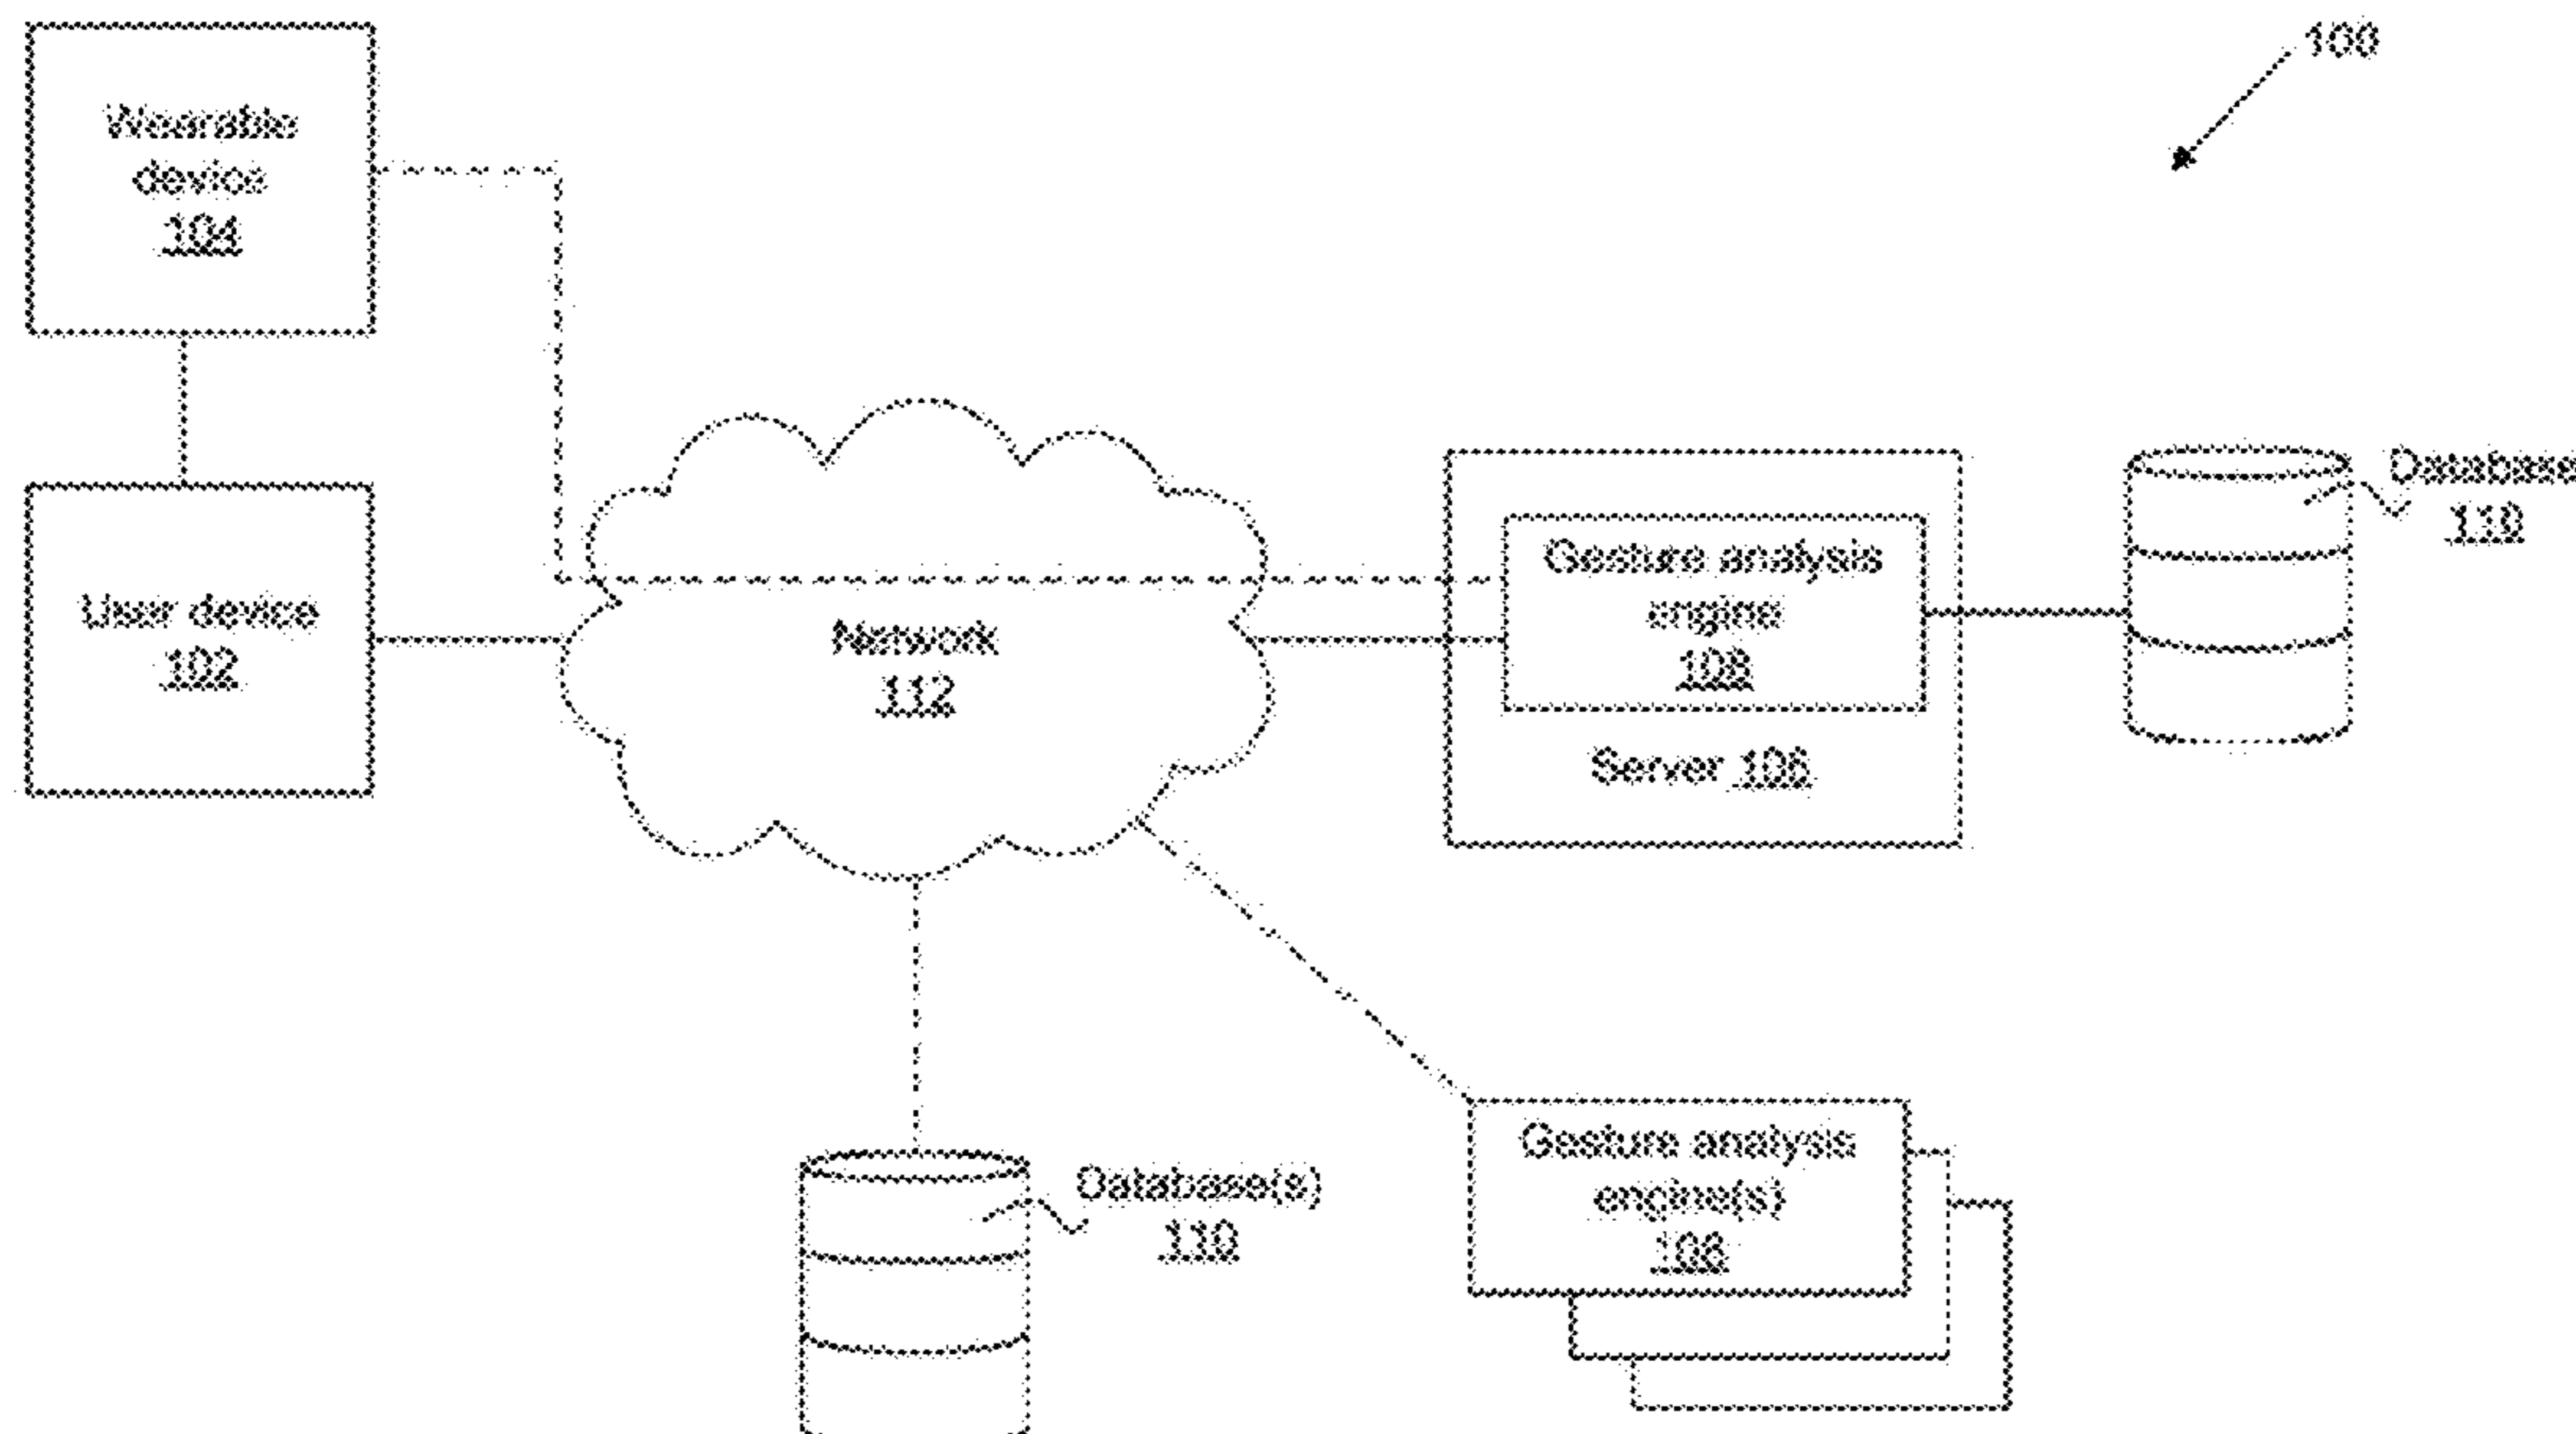 100
Wearable
device
104
User device
102
Network
112
Gesture analysis
engine
108
Server 106
Database
110
Database(s)
110
Gesture analysis
engine(s)
108